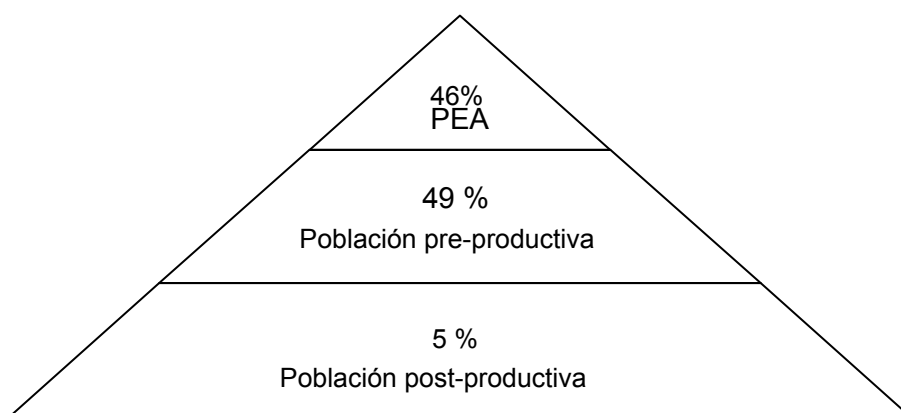 46%
PEA
49 %
Población pre-productiva
5 %
Población post-productiva